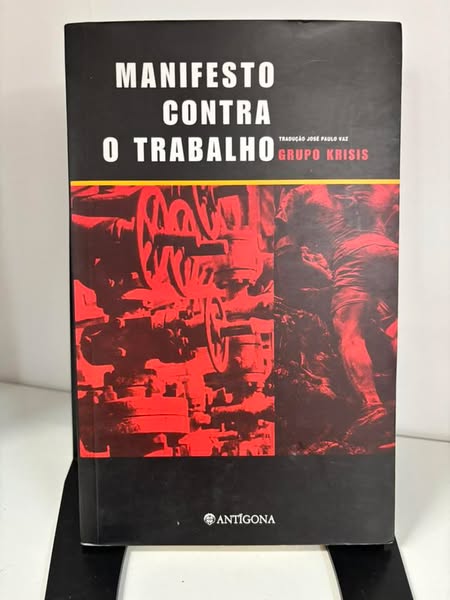 MANIFESTO
CONTRA
O TRABALHO
TRADUÇÃO JOSÉ PAULO VAZ
GRUPO KRISIS
ANTÍGONA